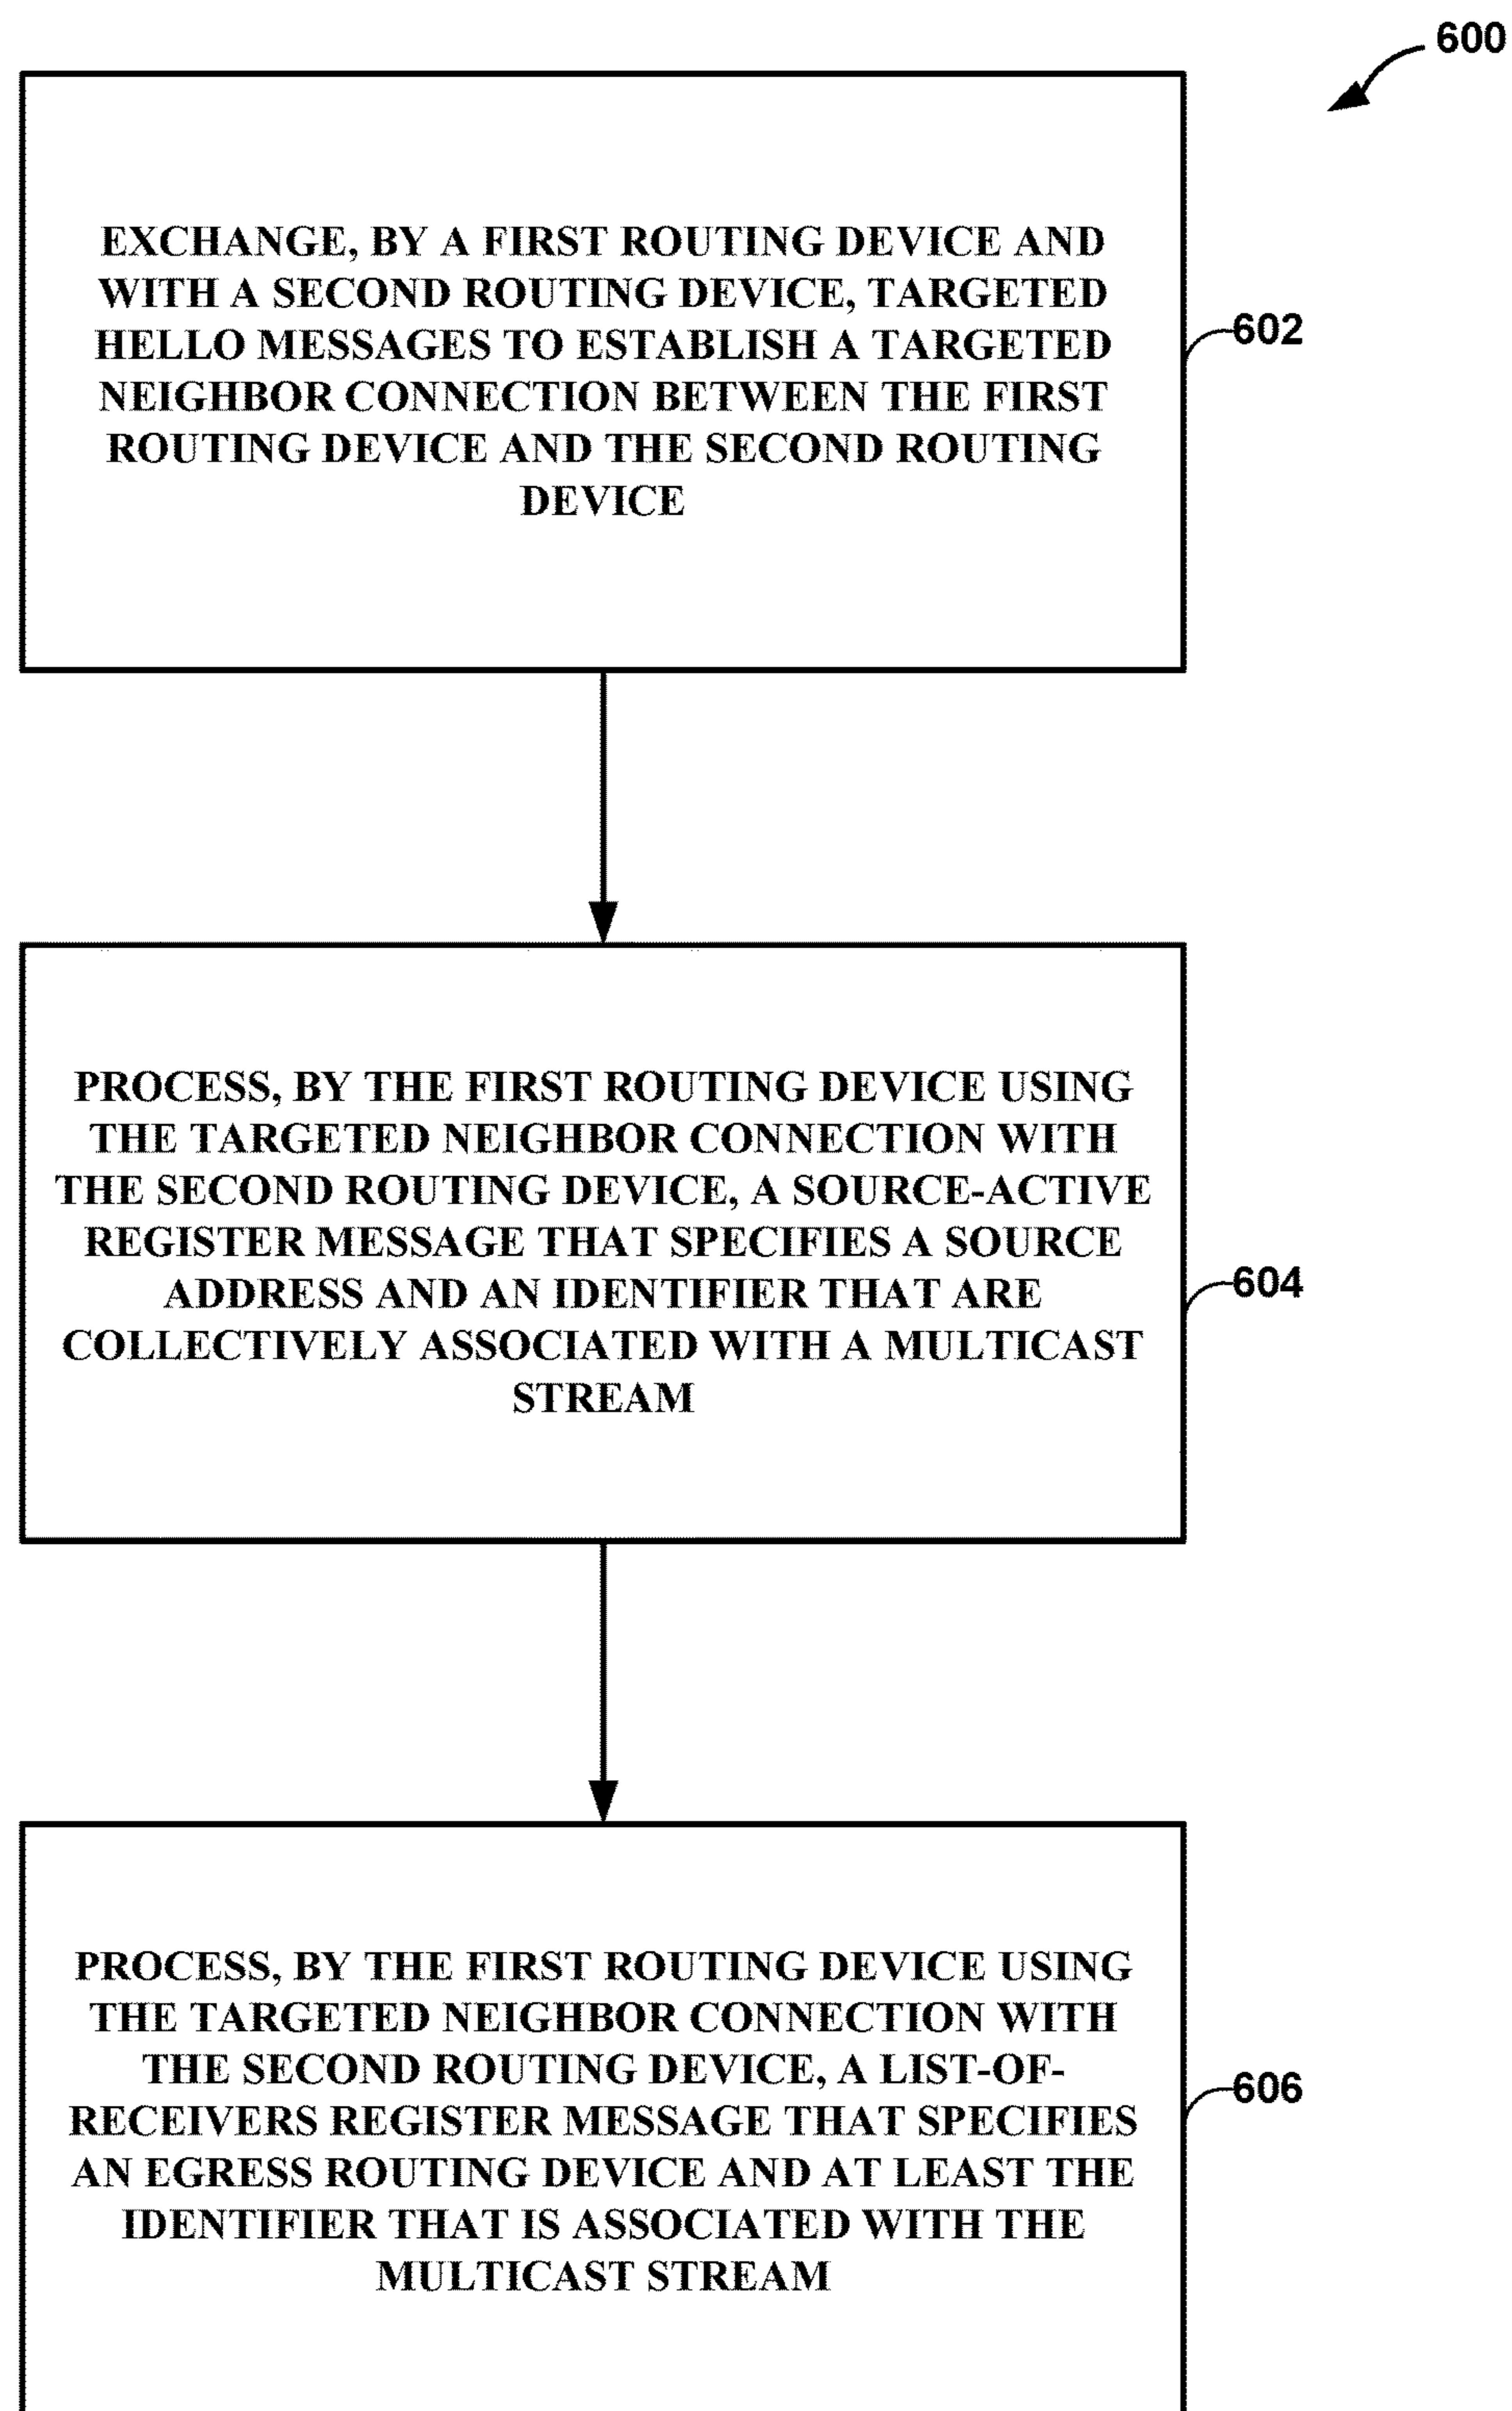 600
EXCHANGE, BY A FIRST ROUTING DEVICE AND
WITH A SECOND ROUTING DEVICE, TARGETED
HELLO MESSAGES TO ESTABLISH A TARGETED
NEIGHBOR CONNECTION BETWEEN THE FIRST
ROUTING DEVICE AND THE SECOND ROUTING
DEVICE
602
PROCESS, BY THE FIRST ROUTING DEVICE USING
THE TARGETED NEIGHBOR CONNECTION WITH
THE SECOND ROUTING DEVICE, A SOURCE-ACTIVE
REGISTER MESSAGE THAT SPECIFIES A SOURCE
ADDRESS AND AN IDENTIFIER THAT ARE
COLLECTIVELY ASSOCIATED WITH A MULTICAST
STREAM
604
PROCESS, BY THE FIRST ROUTING DEVICE USING
THE TARGETED NEIGHBOR CONNECTION WITH
THE SECOND ROUTING DEVICE, A LIST-OF-
RECEIVERS REGISTER MESSAGE THAT SPECIFIES
AN EGRESS ROUTING DEVICE AND AT LEAST THE
IDENTIFIER THAT IS ASSOCIATED WITH THE
MULTICAST STREAM
606